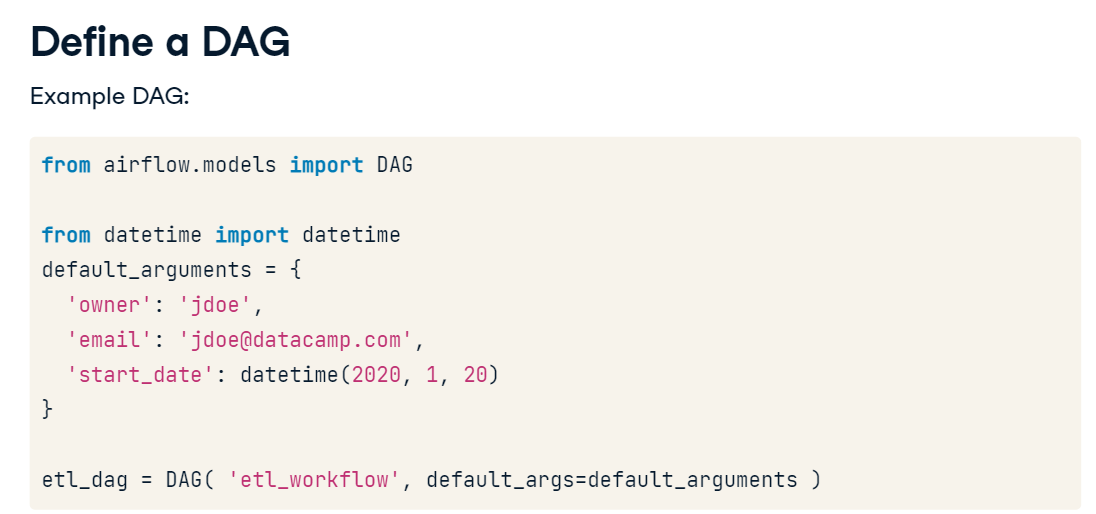 Define a DAG
Example DAG:
from airflow.models import DAG
from datetime import datetime
default_arguments = {
  'owner': 'jdoe',
  'email': 'jdoe@datacamp.com',
  'start_date': datetime(2020, 1, 20)
}
etl_dag = DAG( 'etl_workflow', default_args=default_arguments )